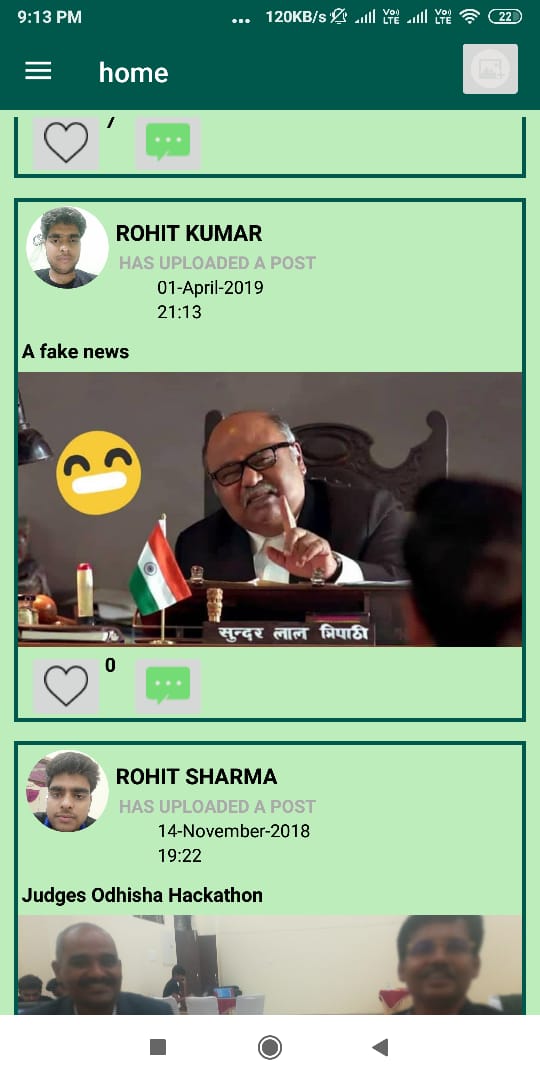 9:13 PM
120KB/s
Vo))
LTE
Vo))
LTE
22
home
7
ROHIT KUMAR
HAS UPLOADED A POST
01-April-2019
21:13
A fake news
सुन्दर लाल त्रिपाठी
0
ROHIT SHARMA
HAS UPLOADED A POST
14-November-2018
19:22
Judges Odhisha Hackathon